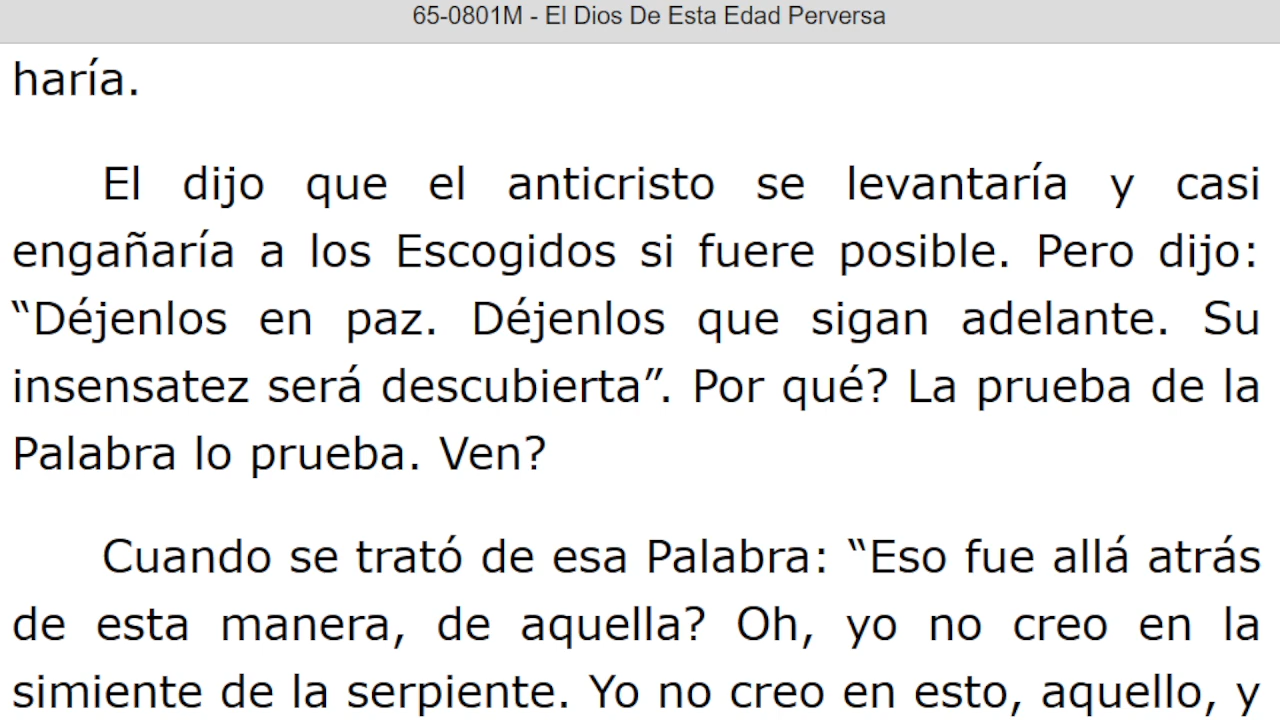 65-0801M - El Dios De Esta Edad Perversa
haría.
El dijo que el anticristo se levantaría y casi
engañaría a los Escogidos si fuere posible. Pero dijo:
“Déjenlos en paz. Déjenlos que sigan adelante. Su
insensatez será descubierta”. Por qué? La prueba de la
Palabra lo prueba. Ven?
Cuando se trató de esa Palabra: “Eso fue allá atrás
de esta manera, de aquella? Oh, yo no creo en la
simiente de la serpiente. Yo no creo en esto, aquello, y